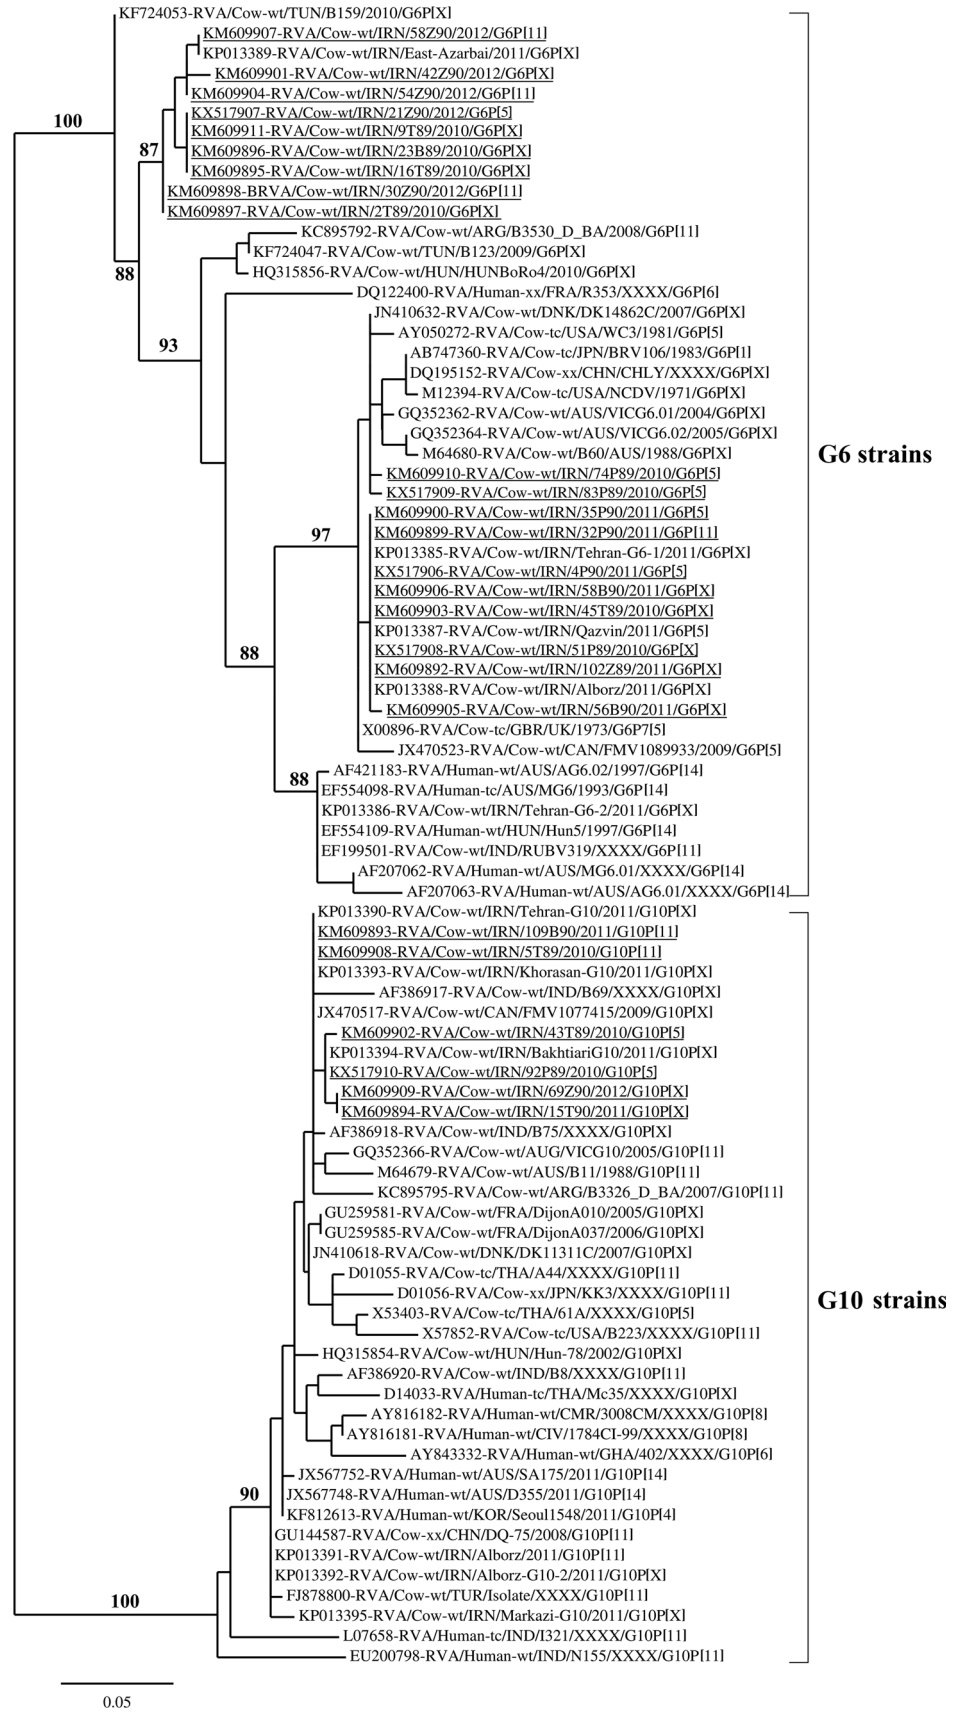 KF724053-RVA/Cow-wt/TUN/B159/2010/G6P[X]
KM609907-RVA/Cow-wt/IRN/58Z90/2012/G6P[11]
KP013389-RVA/Cow-wt/IRN/East-Azarbai/2011/G6P[X]
KM609901-RVA/Cow-wt/IRN/42Z90/2012/G6P[X]
KM609904-RVA/Cow-wt/IRN/54Z90/2012/G6P[11]
KX517907-RVA/Cow-wt/IRN/21Z90/2012/G6P[5]
100
KM609911-RVA/Cow-wt/IRN/9T89/2010/G6P[X]
87
KM609896-RVA/Cow-wt/IRN/23B89/2010/G6P[X]
KM609895-RVA/Cow-wt/IRN/16T89/2010/G6P[X]
KM609898-BRVA/Cow-wt/IRN/30Z90/2012/G6P[11]
KM609897-RVA/Cow-wt/IRN/2T89/2010/G6P[X]
KC895792-RVA/Cow-wt/ARG/B3530_D_BA/2008/G6P[11]
KF724047-RVA/Cow-wt/TUN/B123/2009/G6P[X]
88
HQ315856-RVA/Cow-wt/HUN/HUNBoRo4/2010/G6P[X]
DQ122400-RVA/Human-xx/FRA/R353/XXXX/G6P[6]
JN410632-RVA/Cow-wt/DNK/DK14862C/2007/G6P[X]
AY050272-RVA/Cow-tc/USA/WC3/1981/G6P[5]
93
AB747360-RVA/Cow-tc/JPN/BRV106/1983/G6P[1]
DQ195152-RVA/Cow-xx/CHN/CHLY/XXXX/G6P[X]
M12394-RVA/Cow-tc/USA/NCDV/1971/G6P[X]
GQ352362-RVA/Cow-wt/AUS/VICG6.01/2004/G6P[X]
GQ352364-RVA/Cow-wt/AUS/VICG6.02/2005/G6P[X]
M64680-RVA/Cow-wt/B60/AUS/1988/G6P[X]
G6 strains
KM609910-RVA/Cow-wt/IRN/74P89/2010/G6P[5]
KX517909-RVA/Cow-wt/IRN/83P89/2010/G6P[5]
KM609900-RVA/Cow-wt/IRN/35P90/2011/G6P[5]
97
KM609899-RVA/Cow-wt/IRN/32P90/2011/G6P[11]
KP013385-RVA/Cow-wt/IRN/Tehran-G6-1/2011/G6P[X]
KX517906-RVA/Cow-wt/IRN/4P90/2011/G6P[5]
KM609906-RVA/Cow-wt/IRN/58B90/2011/G6P[X]
KM609903-RVA/Cow-wt/IRN/45T89/2010/G6P[X]
KP013387-RVA/Cow-wt/IRN/Qazvin/2011/G6P[5]
88
KX517908-RVA/Cow-wt/IRN/51P89/2010/G6P[X]
KM609892-RVA/Cow-wt/IRN/102Z89/2011/G6P[X]
KP013388-RVA/Cow-wt/IRN/Alborz/2011/G6P[X]
KM609905-RVA/Cow-wt/IRN/56B90/2011/G6P[X]
X00896-RVA/Cow-tc/GBR/UK/1973/G6P7[5]
JX470523-RVA/Cow-wt/CAN/FMV1089933/2009/G6P[5]
88
AF421183-RVA/Human-wt/AUS/AG6.02/1997/G6P[14]
EF554098-RVA/Human-tc/AUS/MG6/1993/G6P[14]
KP013386-RVA/Cow-wt/IRN/Tehran-G6-2/2011/G6P[X]
EF554109-RVA/Human-wt/HUN/Hun5/1997/G6P[14]
EF199501-RVA/Cow-wt/IND/RUBV319/XXXX/G6P[11]
AF207062-RVA/Human-wt/AUS/MG6.01/XXXX/G6P[14]
AF207063-RVA/Human-wt/AUS/AG6.01/XXXX/G6P[14]
KP013390-RVA/Cow-wt/IRN/Tehran-G10/2011/G10P[X]
KM609893-RVA/Cow-wt/IRN/109B90/2011/G10P[11]
KM609908-RVA/Cow-wt/IRN/5T89/2010/G10P[11]
KP013393-RVA/Cow-wt/IRN/Khorasan-G10/2011/G10P[X]
AF386917-RVA/Cow-wt/IND/B69/XXXX/G10P[X]
JX470517-RVA/Cow-wt/CAN/FMV1077415/2009/G10P[X]
KM609902-RVA/Cow-wt/IRN/43T89/2010/G10P[5]
KP013394-RVA/Cow-wt/IRN/BakhtiariG10/2011/G10P[X]
KX517910-RVA/Cow-wt/IRN/92P89/2010/G10P[5]
KM609909-RVA/Cow-wt/IRN/69Z90/2012/G10P[X]
KM609894-RVA/Cow-wt/IRN/15T90/2011/G10P[X]
AF386918-RVA/Cow-wt/IND/B75/XXXX/G10P[X]
GQ352366-RVA/Cow-wt/AUG/VICG10/2005/G10P[11]
M64679-RVA/Cow-wt/AUS/B11/1988/G10P[11]
KC895795-RVA/Cow-wt/ARG/B3326_D_BA/2007/G10P[11]
GU259581-RVA/Cow-wt/FRA/DijonA010/2005/G10P[X]
GU259585-RVA/Cow-wt/FRA/DijonA037/2006/G10P[X]
JN410618-RVA/Cow-wt/DNK/DK11311C/2007/G10P[X]
D01055-RVA/Cow-tc/THA/A44/XXXX/G10P[11]
D01056-RVA/Cow-xx/JPN/KK3/XXXX/G10P[11]
G10 strains
X53403-RVA/Cow-tc/THA/61A/XXXX/G10P[5]
X57852-RVA/Cow-tc/USA/B223/XXXX/G10P[11]
HQ315854-RVA/Cow-wt/HUN/Hun-78/2002/G10P[X]
AF386920-RVA/Cow-wt/IND/B8/XXXX/G10P[11]
D14033-RVA/Human-tc/THA/Mc35/XXXX/G10P[X]
AY816182-RVA/Human-wt/CMR/3008CM/XXXX/G10P[8]
AY816181-RVA/Human-wt/CIV/1784CI-99/XXXX/G10P[8]
AY843332-RVA/Human-wt/GHA/402/XXXX/G10P[6]
JX567752-RVA/Human-wt/AUS/SA175/2011/G10P[14]
90
JX567748-RVA/Human-wt/AUS/D355/2011/G10P[14]
KF812613-RVA/Human-wt/KOR/Seoul1548/2011/G10P[4]
GU144587-RVA/Cow-xx/CHN/DQ-75/2008/G10P[11]
KP013391-RVA/Cow-wt/IRN/Alborz/2011/G10P[11]
KP013392-RVA/Cow-wt/IRN/Alborz-G10-2/2011/G10P[X]
FJ878800-RVA/Cow-wt/TUR/Isolate/XXXX/G10P[11]
100
KP013395-RVA/Cow-wt/IRN/Markazi-G10/2011/G10P[X]
L07658-RVA/Human-tc/IND/I321/XXXX/G10P[11]
EU200798-RVA/Human-wt/IND/N155/XXXX/G10P[11]
0.05